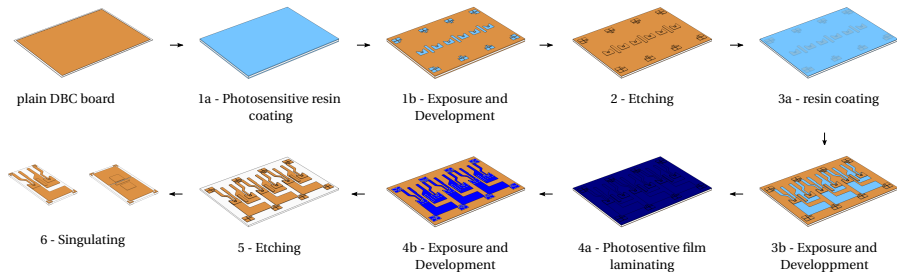 plain DBC board
1a - Photosensitive resin
coating
1b - Exposure and
Development
2 - Etching
3a - resin coating
6 - Singulating
5 - Etching
4b - Exposure and
Development
4a - Photosentive film
laminating
3b - Exposure and
Developpment